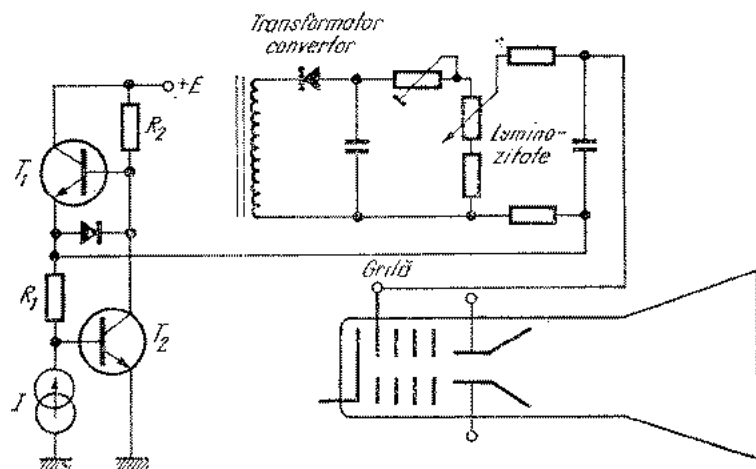 Transformator
convertor
+E
R2
T1
Lumino-
zitate
Grilă
R1
T2
I